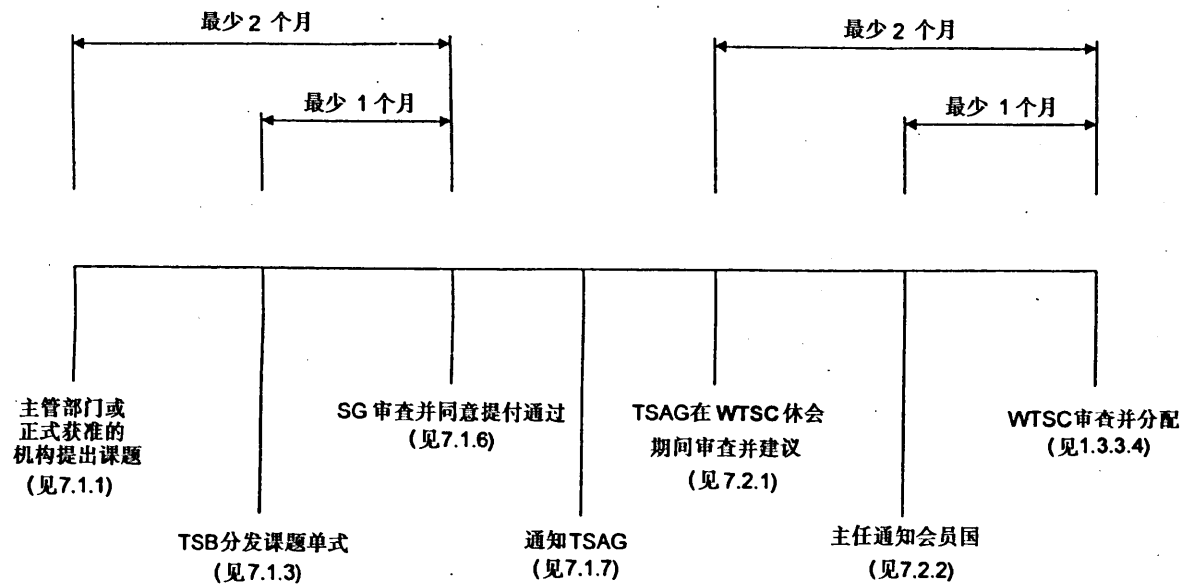 最少 2 个月
最少 2 个月
最少 1 个月
最少 1 个月
主管部门或
正式获准的
机构提出课题
(见7.1.1)
SG 审查并同意提付通过
(见7.1.6)
TSAG在 WTSC 休会
期间审查并建议
(见 7.2.1)
WTSC审查并分配
(见1.3.3.4)
TSB分发课题单式
(见7.1.3)
通知TSAG
(见7.1.7)
主任通知会员国
(见7.2.2)